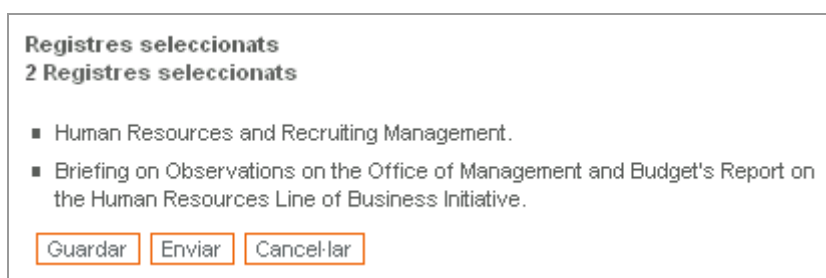 Registres seleccionats
2 Registres seleccionats
Human Resources and Recruiting Management.
Briefing on Observations on the Office of Management and Budget's Report on
the Human Resources Line of Business Initiative.
Guardar Enviar Cancel·lar